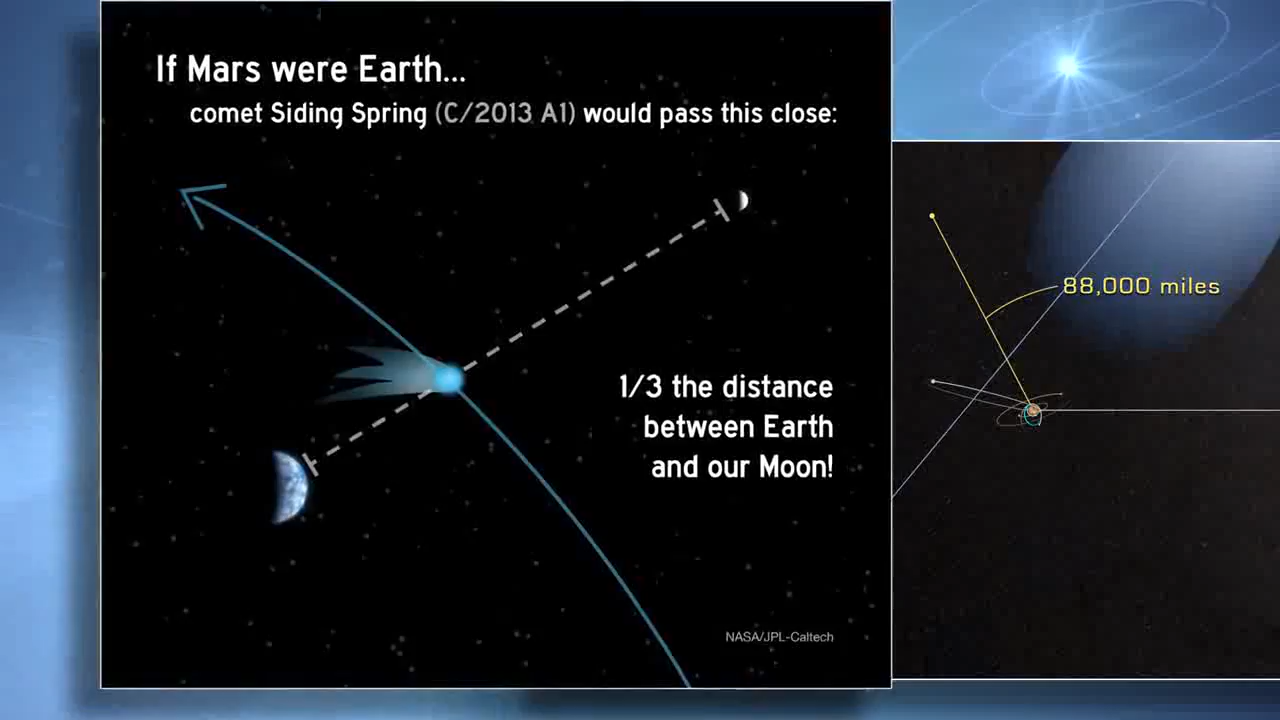 If Mars were Earth...
comet Siding Spring (C/2013 A1) would pass this close:
88,000 miles
1/3 the distance
between Earth
and our Moon!
NASA/JPL-Caltech